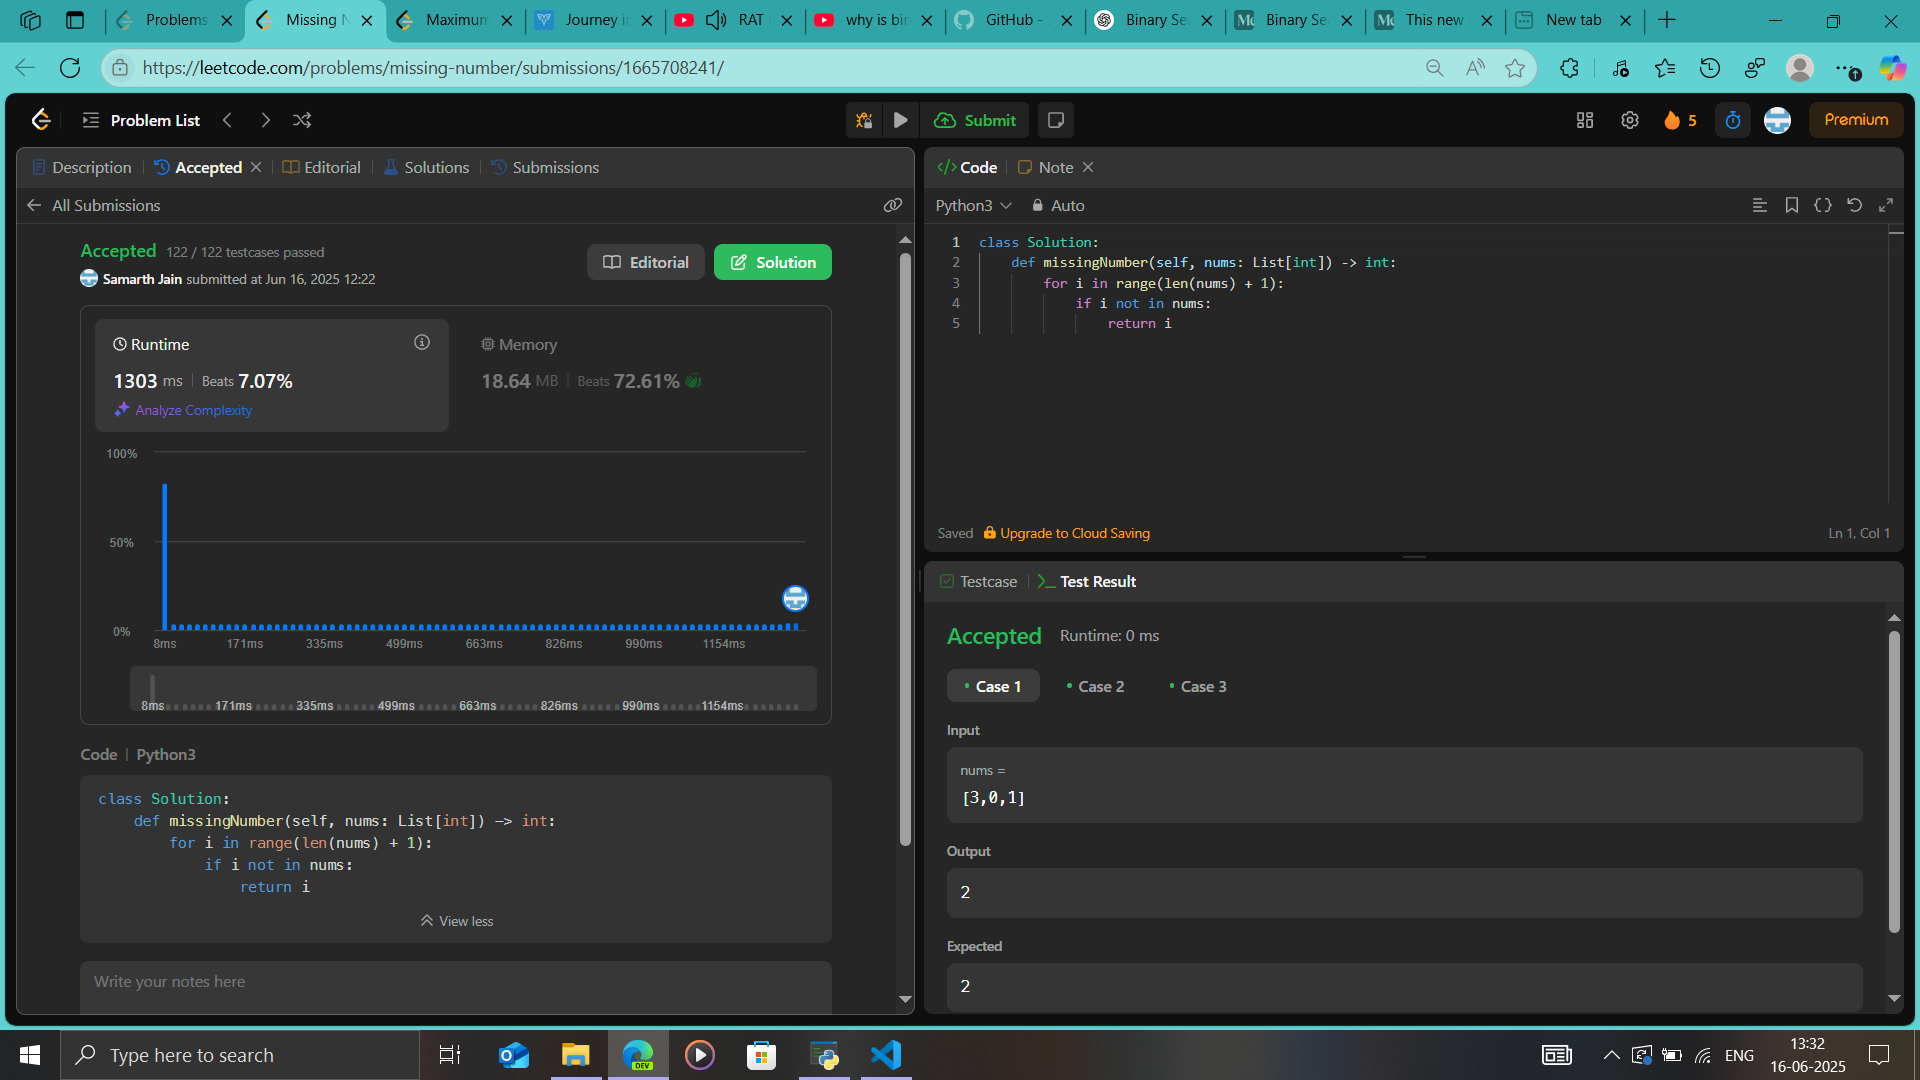 Problems
Missing N
Maximum
Journey i
RAT
why is bin
GitHub -
Binary Se
Binary Se
This new
New tab
https://leetcode.com/problems/missing-number/submissions/1665708241/
Problem List
Submit
5
Premium
Description
Accepted
Editorial
Solutions
Submissions
All Submissions
Accepted 122 / 122 testcases passed
Samarth Jain submitted at Jun 16, 2025 12:22
Editorial
Solution
Runtime
1303 ms Beats 7.07%
Analyze Complexity
Memory
18.64 MB Beats 72.61%
100%
50%
0%
8ms 171ms 335ms 499ms 663ms 826ms 990ms 1154ms
8ms 171ms 335ms 499ms 663ms 826ms 990ms 1154ms
Code | Python3
class Solution:
    def missingNumber(self, nums: List[int]) -> int:
        for i in range(len(nums) + 1):
            if i not in nums:
                return i
View less
Write your notes here
</> Code
Note
Python3
Auto
1 class Solution:
2     def missingNumber(self, nums: List[int]) -> int:
3         for i in range(len(nums) + 1):
4             if i not in nums:
5                 return i
Saved
Upgrade to Cloud Saving
Ln 1, Col 1
Testcase
Test Result
Accepted Runtime: 0 ms
Case 1
Case 2
Case 3
Input
nums =
[3,0,1]
Output
2
Expected
2
Type here to search
DEV
ENG
13:32
16-06-2025